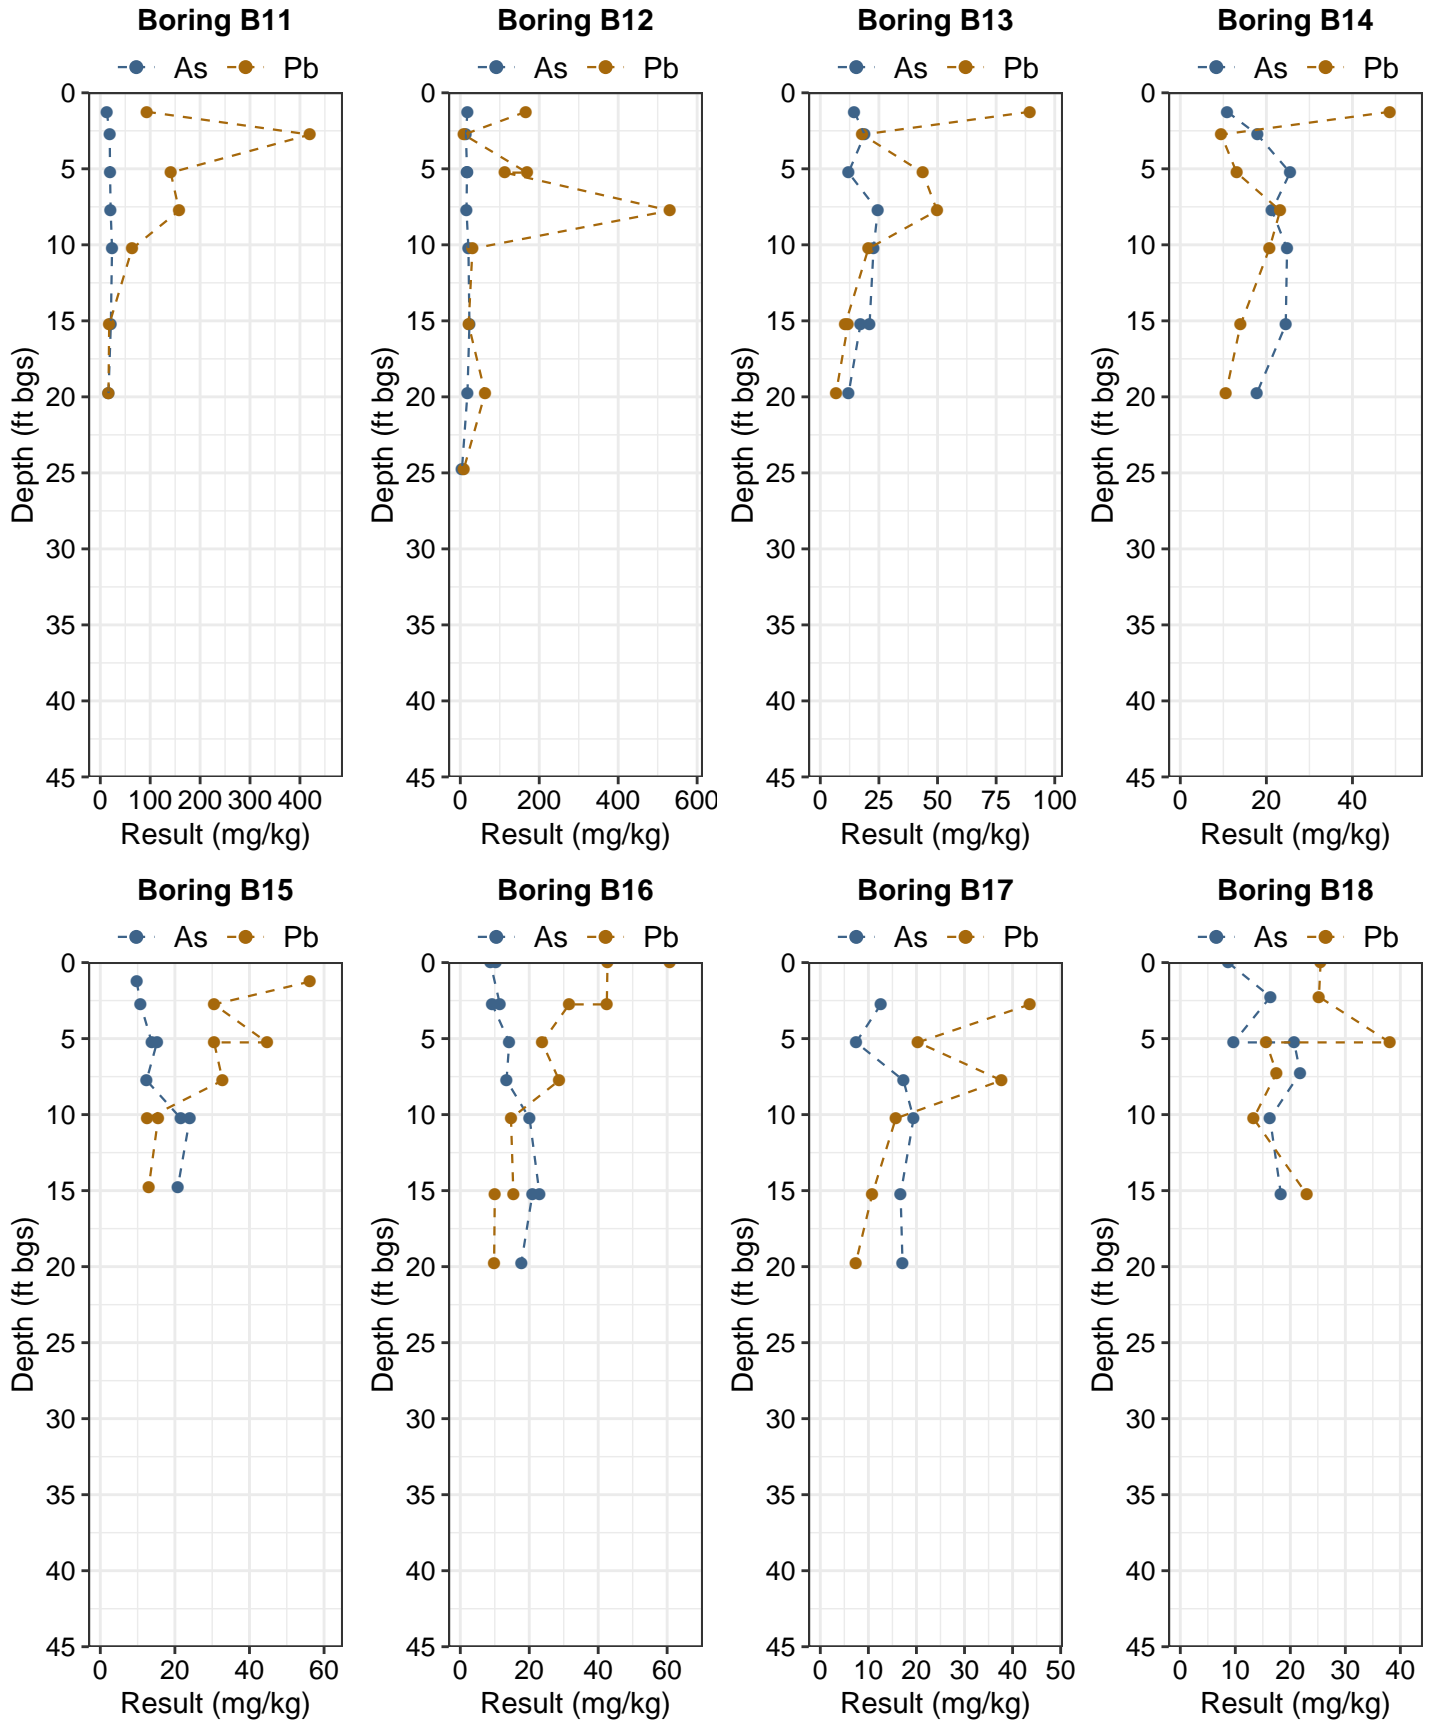 Boring B11 Boring B12 Boring B13 Boring B14
As Pb As Pb As Pb As Pb
0 0 0 0
5 5 5 5
10 10 10 10
15 15 15 15
20 20 20 20
25 25 25 25
30 30 30 30
35 35 35 35
40 40 40 40
45 45 45 45
Depth (ft bgs) Depth (ft bgs) Depth (ft bgs) Depth (ft bgs)
0 100 200 300 400 0 200 400 600 0 25 50 75 100 0 20 40
Result (mg/kg) Result (mg/kg) Result (mg/kg) Result (mg/kg)
Boring B15 Boring B16 Boring B17 Boring B18
As Pb As Pb As Pb As Pb
0 0 0 0
5 5 5 5
10 10 10 10
15 15 15 15
20 20 20 20
25 25 25 25
30 30 30 30
35 35 35 35
40 40 40 40
45 45 45 45
Depth (ft bgs) Depth (ft bgs) Depth (ft bgs) Depth (ft bgs)
0 20 40 60 0 20 40 60 0 10 20 30 40 50 0 10 20 30 40
Result (mg/kg) Result (mg/kg) Result (mg/kg) Result (mg/kg)